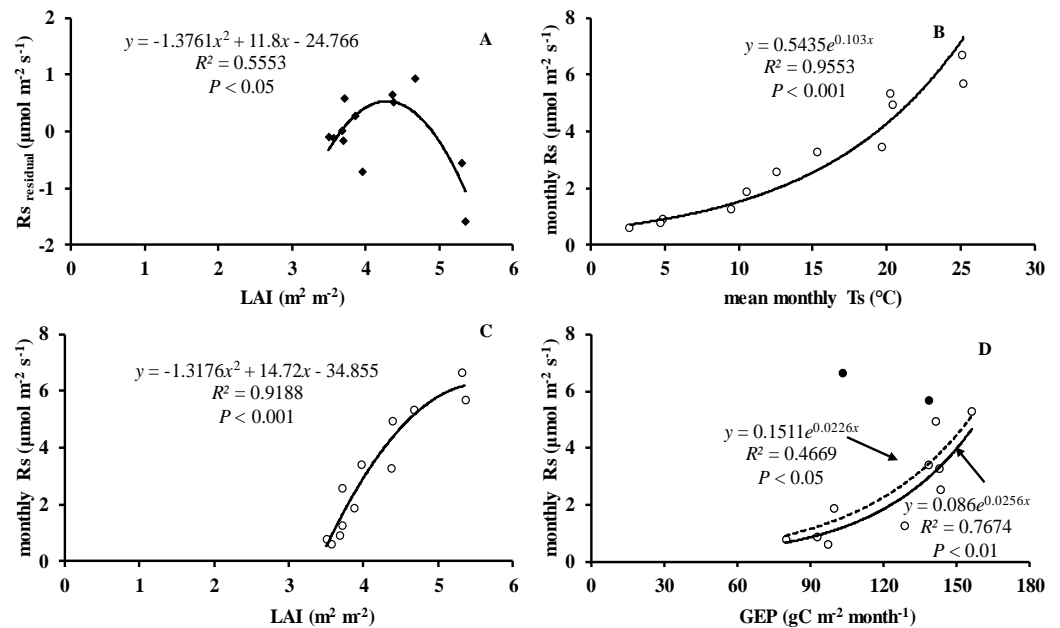 A
y = -1.3761x² + 11.8x - 24.766
R² = 0.5553
P < 0.05
Rs residual (μmol m⁻² s⁻¹)
2
1
0
-1
-2
0 1 2 3 4 5 6
LAI (m² m⁻²)
B
y = 0.5435e^0.103x
R² = 0.9553
P < 0.001
monthly Rs (μmol m⁻² s⁻¹)
8
6
4
2
0
0 5 10 15 20 25 30
mean monthly Ts (°C)
C
y = -1.3176x² + 14.72x - 34.855
R² = 0.9188
P < 0.001
monthly Rs (μmol m⁻² s⁻¹)
8
6
4
2
0
0 1 2 3 4 5 6
LAI (m² m⁻²)
D
y = 0.1511e^0.0226x
R² = 0.4669
P < 0.05
y = 0.086e^0.0256x
R² = 0.7674
P < 0.01
monthly Rs (μmol m⁻² s⁻¹)
8
6
4
2
0
0 30 60 90 120 150 180
GEP (gC m⁻² month⁻¹)